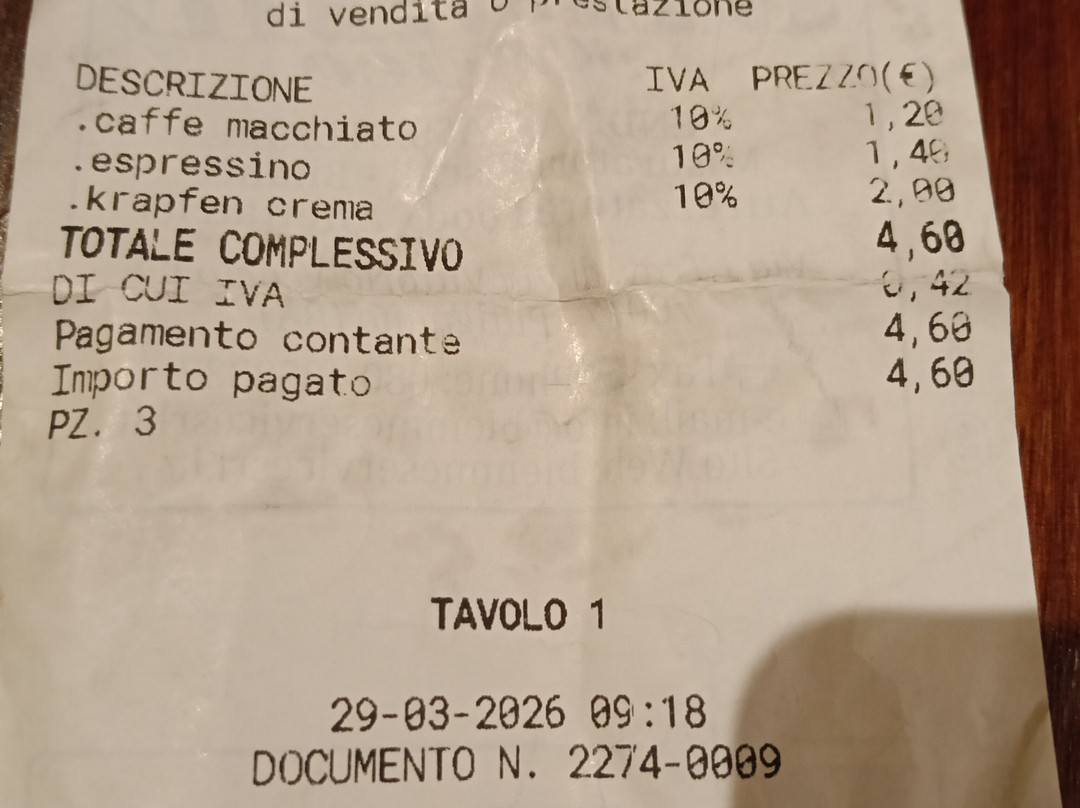 di vendita o prestazione
DESCRIZIONE IVA PREZZO(€)
.caffe macchiato 10% 1,20
.espressino 10% 1,40
.krapfen crema 10% 2,00
TOTALE COMPLESSIVO 4,60
DI CUI IVA 0,42
Pagamento contante 4,60
Importo pagato 4,60
PZ. 3
TAVOLO 1
29-03-2026 09:18
DOCUMENTO N. 2274-0009